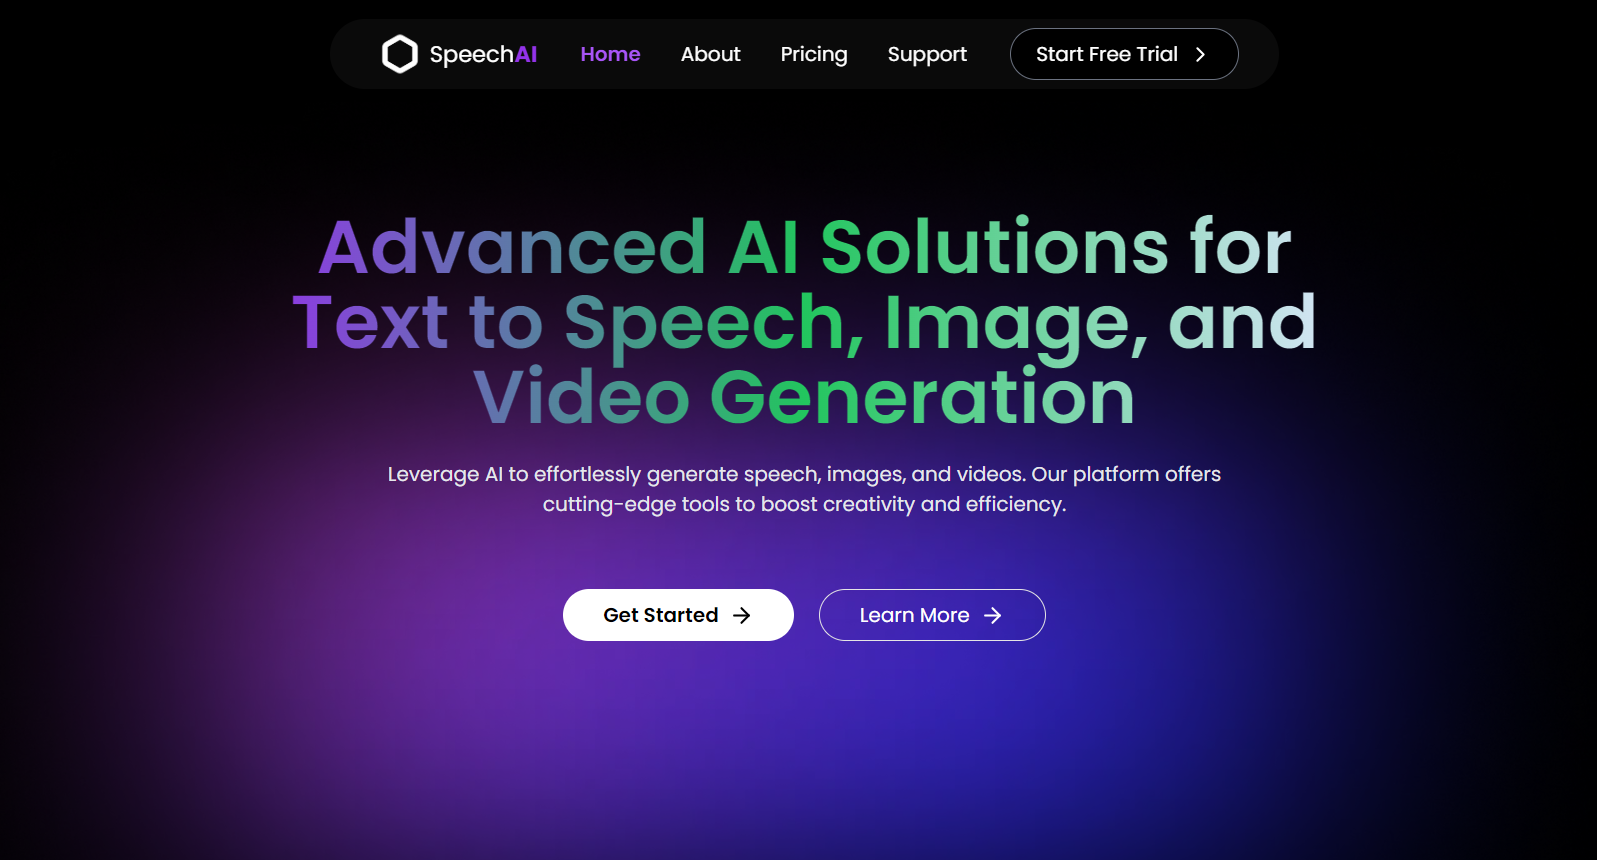 SpeechAI Home About Pricing Support Start Free Trial
Advanced AI Solutions for
Text to Speech, Image, and
Video Generation
Leverage AI to effortlessly generate speech, images, and videos. Our platform offers
cutting-edge tools to boost creativity and efficiency.
Get Started Learn More